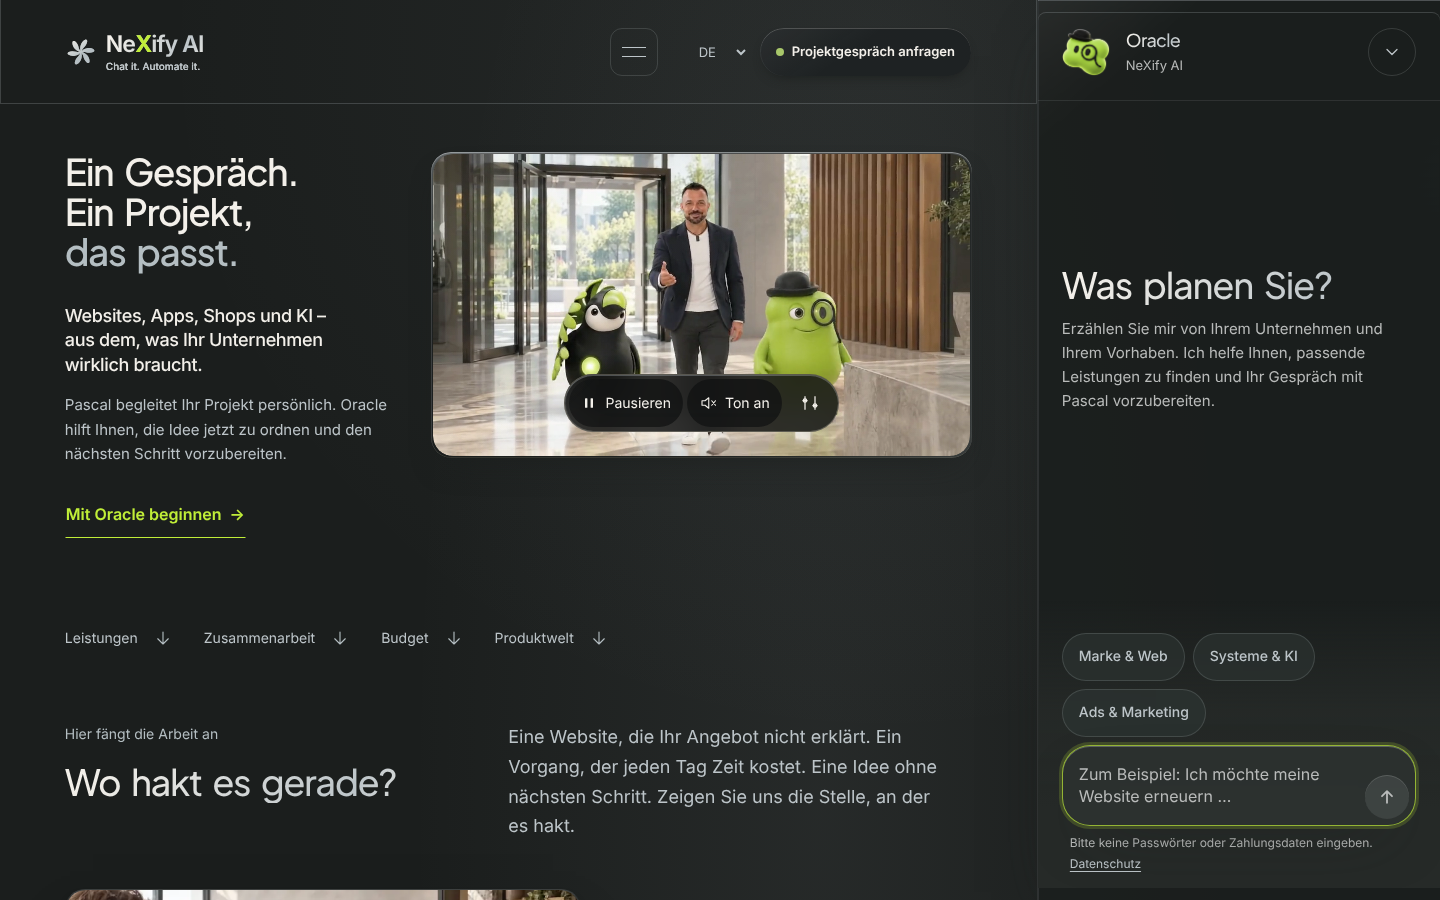 NeXify AI
Chat it. Automate it.
DE
Projektgespräch anfragen
Ein Gespräch.
Ein Projekt,
das passt.
Websites, Apps, Shops und KI –
aus dem, was Ihr Unternehmen
wirklich braucht.
Pascal begleitet Ihr Projekt persönlich. Oracle
hilft Ihnen, die Idee jetzt zu ordnen und den
nächsten Schritt vorzubereiten.
Mit Oracle beginnen
Pausieren
Ton an
Leistungen
Zusammenarbeit
Budget
Produktwelt
Hier fängt die Arbeit an
Wo hakt es gerade?
Eine Website, die Ihr Angebot nicht erklärt. Ein
Vorgang, der jeden Tag Zeit kostet. Eine Idee ohne
nächsten Schritt. Zeigen Sie uns die Stelle, an der
es hakt.
Oracle
NeXify AI
Was planen Sie?
Erzählen Sie mir von Ihrem Unternehmen und
Ihrem Vorhaben. Ich helfe Ihnen, passende
Leistungen zu finden und Ihr Gespräch mit
Pascal vorzubereiten.
Marke & Web
Systeme & KI
Ads & Marketing
Zum Beispiel: Ich möchte meine
Website erneuern ...
Bitte keine Passwörter oder Zahlungsdaten eingeben.
Datenschutz